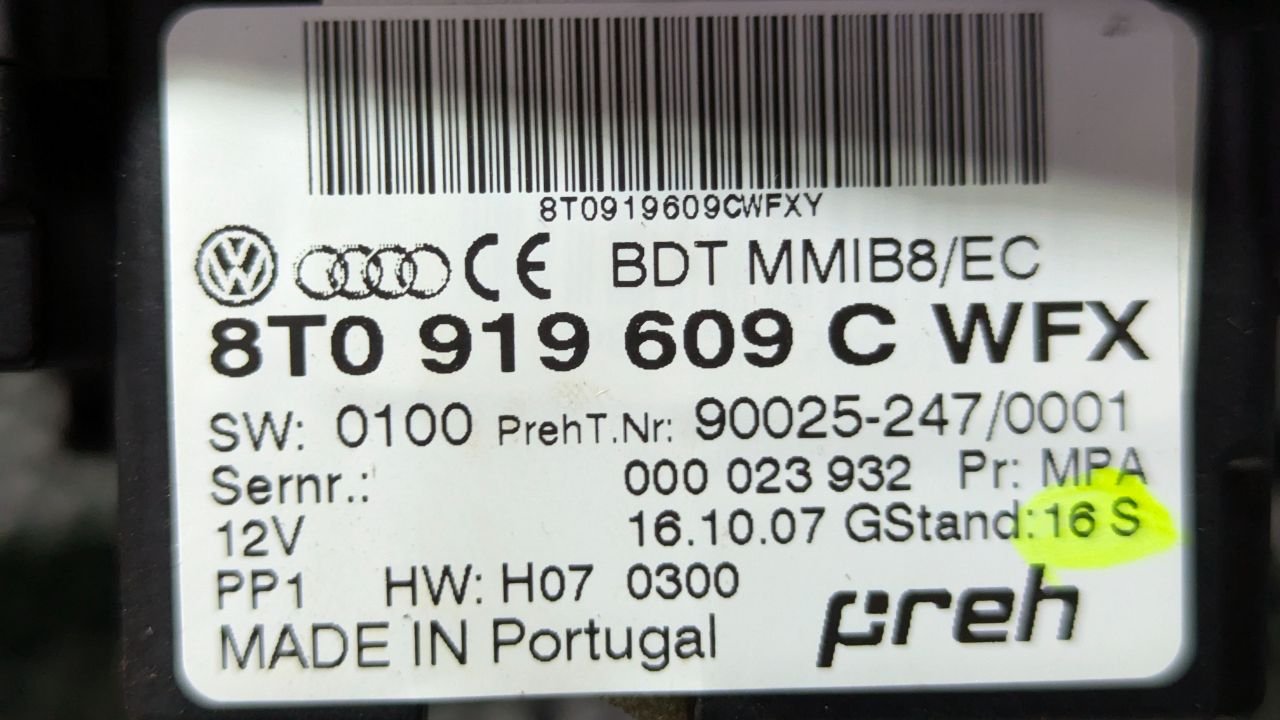 8T0919609CWFXY
CE BDT MMIB8/EC
8T0 919 609 C WFX
SW: 0100 PrehT.Nr: 90025-247/0001
Sernr.: 000 023 932 Pr: MPA
12V 16.10.07 GStand: 16 S
PP1 HW: H07 0300
preh
MADE IN Portugal